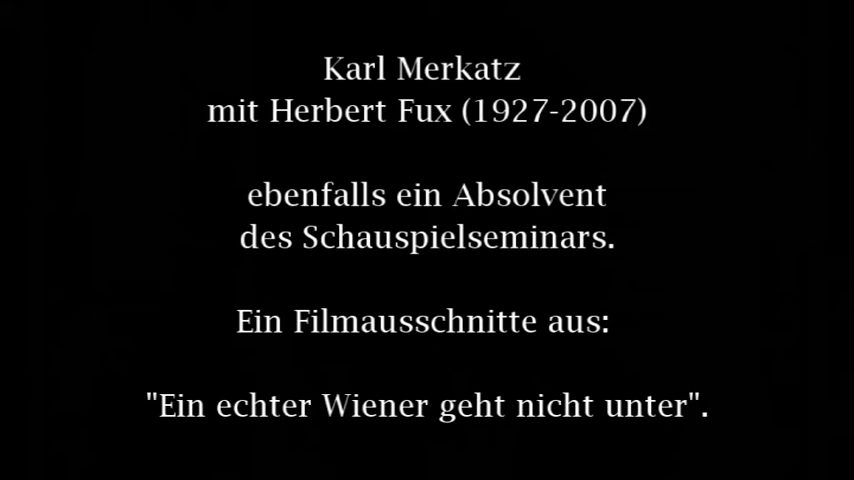 Karl Merkatz
mit Herbert Fux (1927-2007)
ebenfalls ein Absolvent
des Schauspielseminars.
Ein Filmausschnitte aus:
"Ein echter Wiener geht nicht unter".